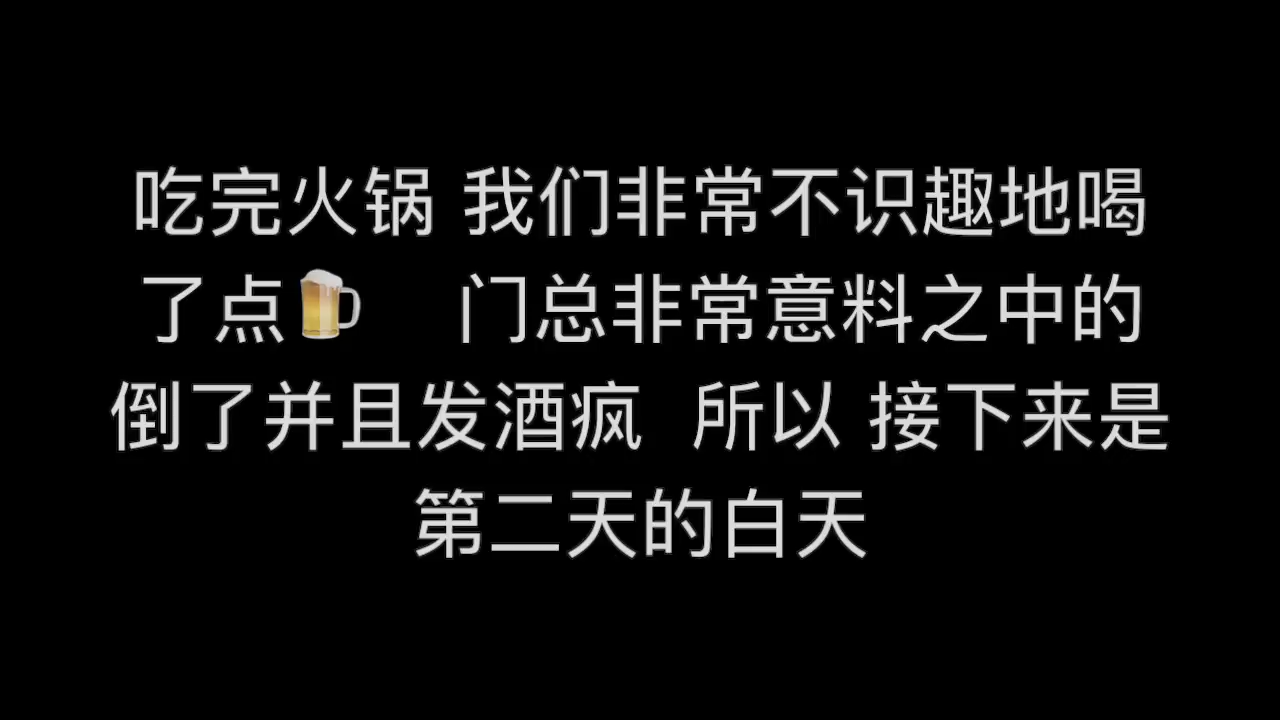 吃完火锅 我们非常不识趣地喝
了点🍺 门总非常意料之中的
倒了并且发酒疯 所以 接下来是
第二天的白天